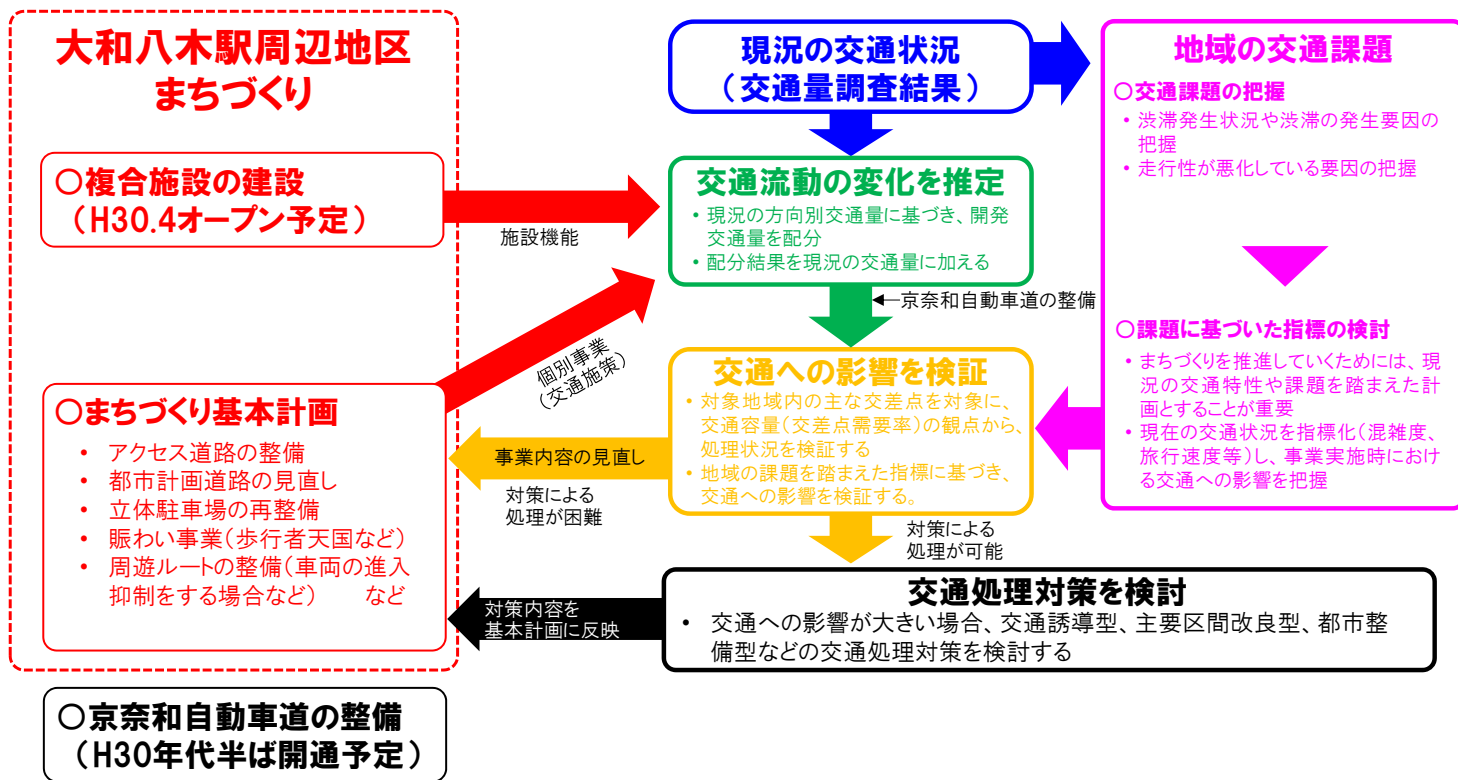 大和八木駅周辺地区
まちづくり
○複合施設の建設
（H30.4オープン予定）
施設機能
個別事業
（交通施策）
○まちづくり基本計画
• アクセス道路の整備
• 都市計画道路の見直し
• 立体駐車場の再整備
• 賑わい事業（歩行者天国など）
• 周遊ルートの整備（車両の進入
抑制をする場合など）　など
○京奈和自動車道の整備
（H30年代半ば開通予定）
現況の交通状況
（交通量調査結果）
交通流動の変化を推定
• 現況の方向別交通量に基づき、開発
交通量を配分
• 配分結果を現況の交通量に加える
京奈和自動車道の整備
交通への影響を検証
• 対象地域内の主な交差点を対象に、
交通容量（交差点需要率）の観点から、
処理状況を検証する
• 地域の課題を踏まえた指標に基づき、
交通への影響を検証する。
事業内容の見直し
対策による
処理が困難
対策による
処理が可能
交通処理対策を検討
• 交通への影響が大きい場合、交通誘導型、主要区間改良型、都市整
備型などの交通処理対策を検討する
対策内容を
基本計画に反映
地域の交通課題
○交通課題の把握
• 渋滞発生状況や渋滞の発生要因の
把握
• 走行性が悪化している要因の把握
○課題に基づいた指標の検討
• まちづくりを推進していくためには、現
況の交通特性や課題を踏まえた計
画とすることが重要
• 現在の交通状況を指標化（混雑度、
旅行速度等）し、事業実施時におけ
る交通への影響を把握